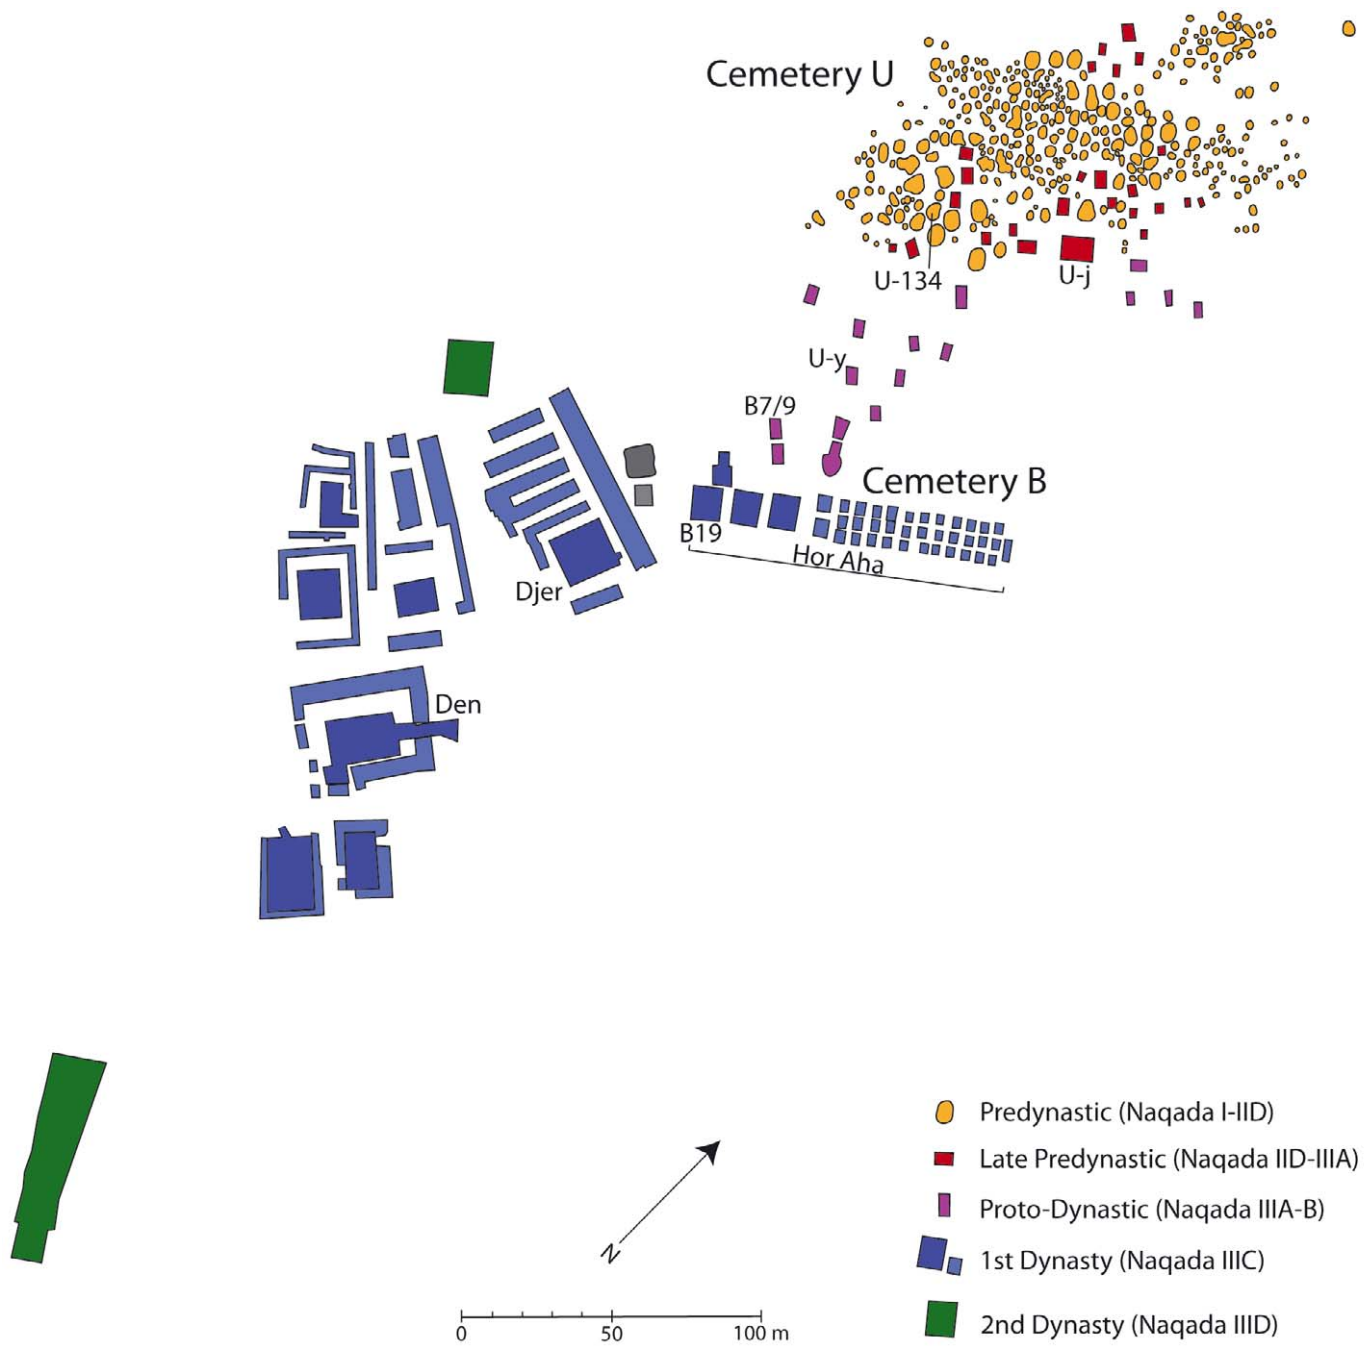 Cemetery U
U-134
U-j
U-y
B7/9
Cemetery B
B19
Hor Aha
Djer
Den
Predynastic (Naqada I-IID)
Late Predynastic (Naqada IID-IIIA)
Proto-Dynastic (Naqada IIIA-B)
1st Dynasty (Naqada IIIC)
2nd Dynasty (Naqada IIID)
N
0 50 100 m